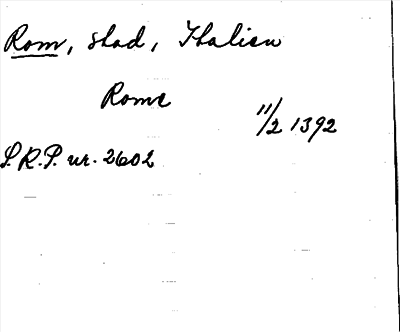 Rom, stad, Italien
Rome
11/2 1392
S.R.P. nr. 2602